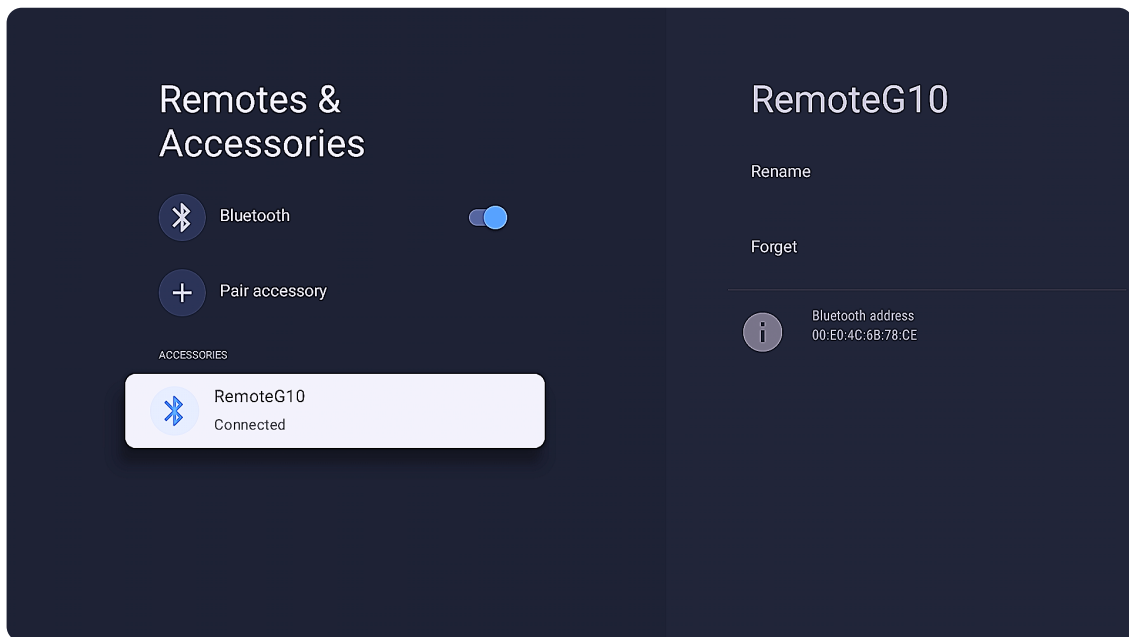 Remotes &
Accessories
Bluetooth
Pair accessory
ACCESSORIES
RemoteG10
Connected
RemoteG10
Rename
Forget
Bluetooth address
00:E0:4C:6B:78:CE